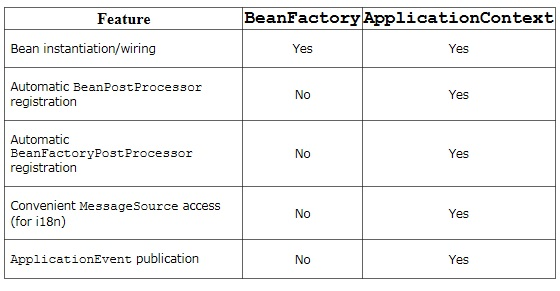 Feature BeanFactory ApplicationContext
Bean instantiation/wiring Yes Yes
Automatic BeanPostProcessor
registration No Yes
Automatic
BeanFactoryPostProcessor
registration No Yes
Convenient MessageSource access
(for i18n) No Yes
ApplicationEvent publication No Yes